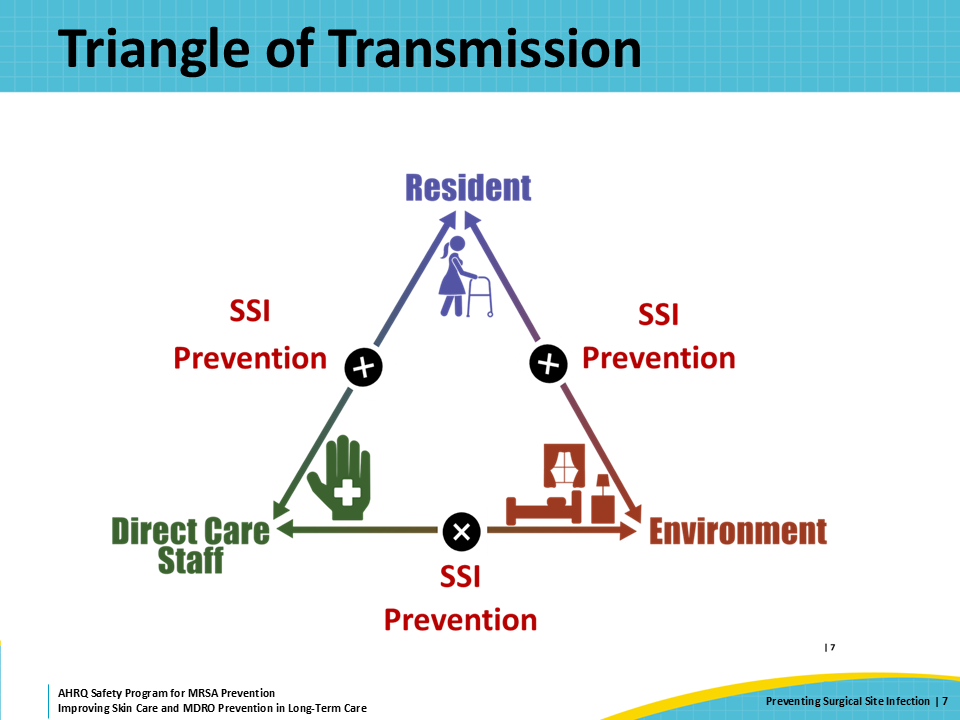 Triangle of Transmission
Resident
SSI
Prevention
SSI
Prevention
Direct Care
Staff
Environment
SSI
Prevention
| 7
AHRQ Safety Program for MRSA Prevention
Improving Skin Care and MDRO Prevention in Long-Term Care
Preventing Surgical Site Infection | 7